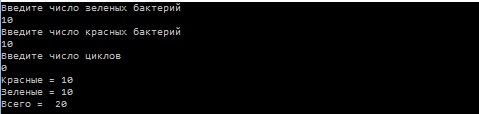 Введите число зеленых бактерий
10
Введите число красных бактерий
10
Введите число циклов
0
Красные = 10
Зеленые = 10
Всего =  20